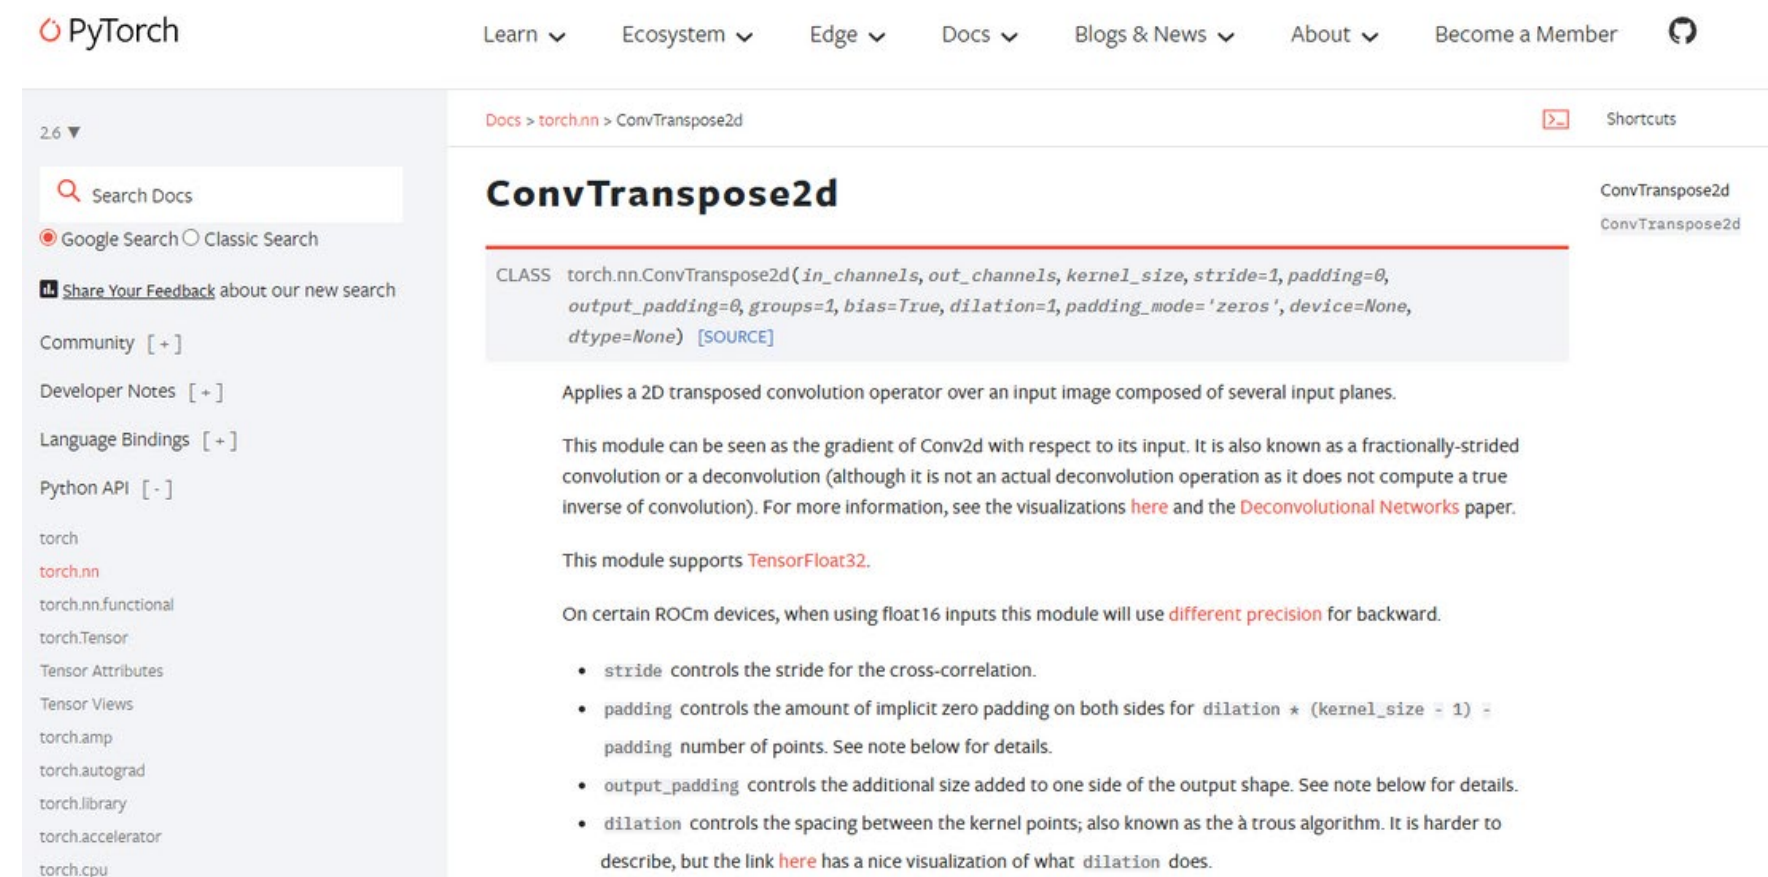 PyTorch
Learn
Ecosystem
Edge
Docs
Blogs & News
About
Become a Member
2.6 ▼
Search Docs
Google Search Classic Search
Share Your Feedback about our new search
Community [ + ]
Developer Notes [ + ]
Language Bindings [ + ]
Python API [ - ]
torch
torch.nn
torch.nn.functional
torch.Tensor
Tensor Attributes
Tensor Views
torch.amp
torch.autograd
torch.library
torch.accelerator
torch.cpu
Docs > torch.nn > ConvTranspose2d
Shortcuts
ConvTranspose2d
CLASS torch.nn.ConvTranspose2d(in_channels, out_channels, kernel_size, stride=1, padding=0,
output_padding=0, groups=1, bias=True, dilation=1, padding_mode='zeros', device=None,
dtype=None) [SOURCE]
Applies a 2D transposed convolution operator over an input image composed of several input planes.
This module can be seen as the gradient of Conv2d with respect to its input. It is also known as a fractionally-strided
convolution or a deconvolution (although it is not an actual deconvolution operation as it does not compute a true
inverse of convolution). For more information, see the visualizations here and the Deconvolutional Networks paper.
This module supports TensorFloat32.
On certain ROCm devices, when using float16 inputs this module will use different precision for backward.
• stride controls the stride for the cross-correlation.
• padding controls the amount of implicit zero padding on both sides for dilation * (kernel_size - 1) -
padding number of points. See note below for details.
• output_padding controls the additional size added to one side of the output shape. See note below for details.
• dilation controls the spacing between the kernel points; also known as the à trous algorithm. It is harder to
describe, but the link here has a nice visualization of what dilation does.
ConvTranspose2d
ConvTranspose2d